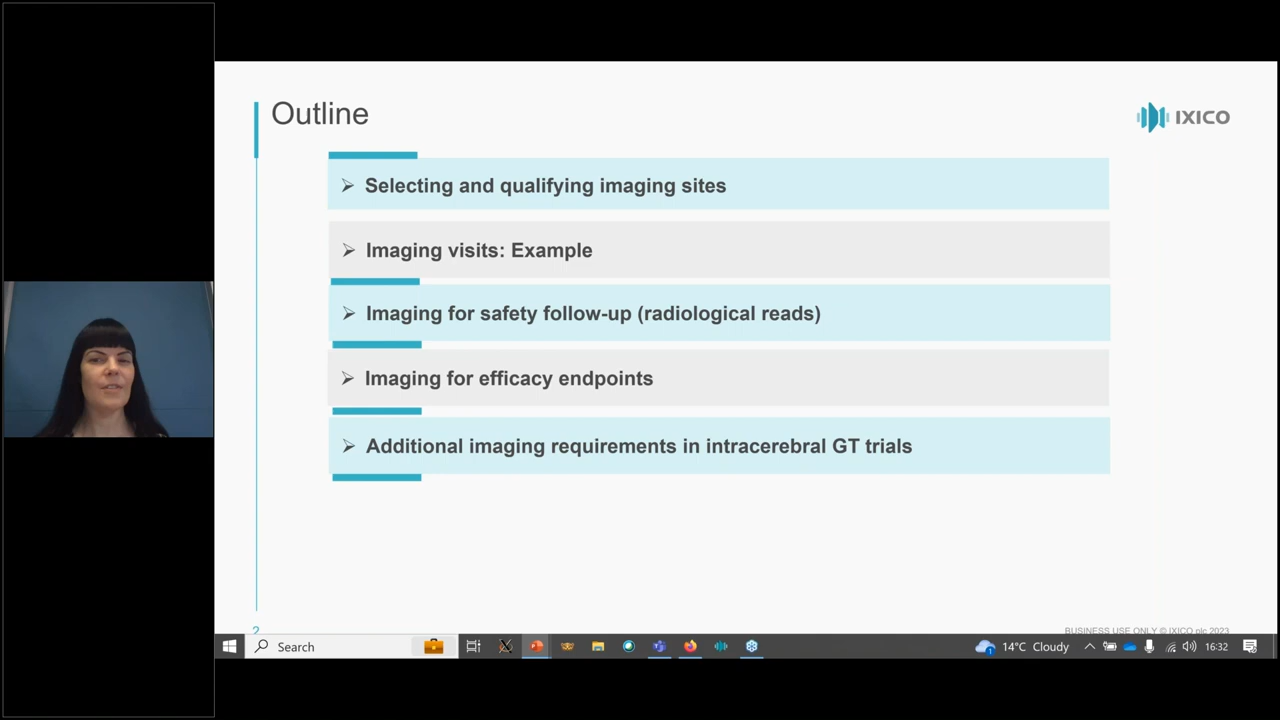 Outline
IXICO
➢ Selecting and qualifying imaging sites
➢ Imaging visits: Example
➢ Imaging for safety follow-up (radiological reads)
➢ Imaging for efficacy endpoints
➢ Additional imaging requirements in intracerebral GT trials
2
BUSINESS USE ONLY © IXICO plc 2023
Search
14°C Cloudy
16:32